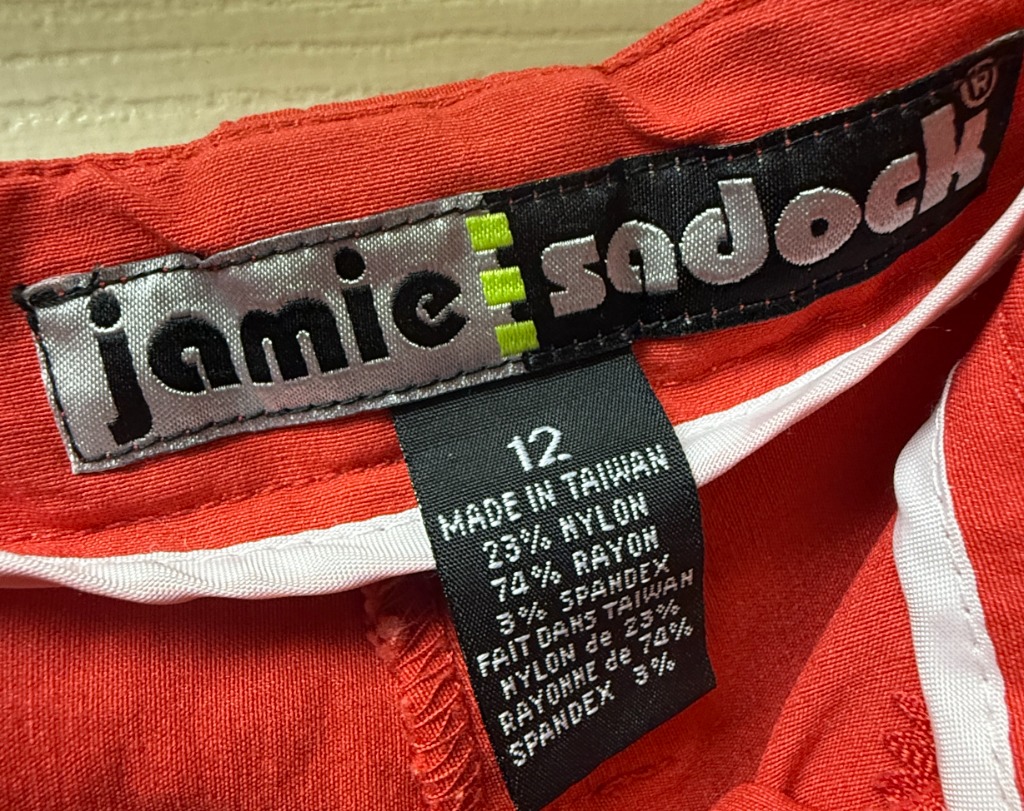 jamie sadock®
12
MADE IN TAIWAN
23% NYLON
74% RAYON
3% SPANDEX
FAIT DANS TAIWAN
NYLON de 23%
RAYONNE de 74%
SPANDEX 3%